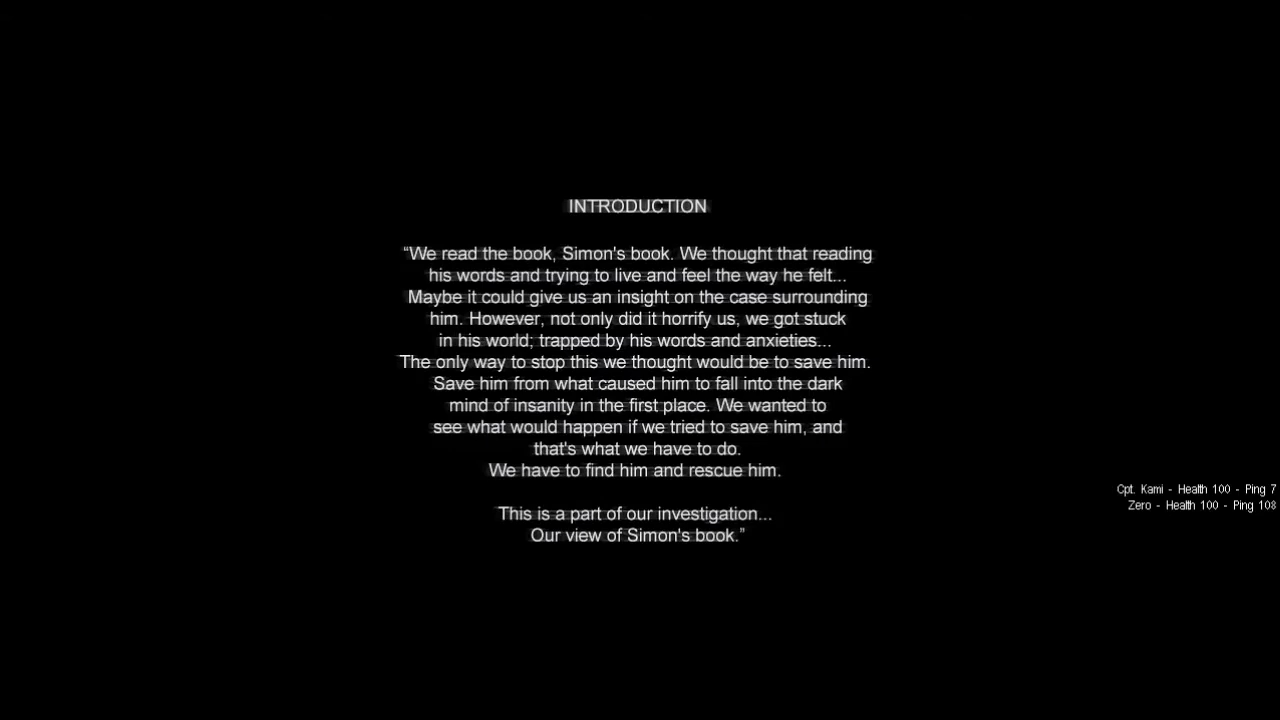 INTRODUCTION
“We read the book, Simon's book. We thought that reading
his words and trying to live and feel the way he felt...
Maybe it could give us an insight on the case surrounding
him. However, not only did it horrify us, we got stuck
in his world; trapped by his words and anxieties...
The only way to stop this we thought would be to save him.
Save him from what caused him to fall into the dark
mind of insanity in the first place. We wanted to
see what would happen if we tried to save him, and
that's what we have to do.
We have to find him and rescue him.
This is a part of our investigation...
Our view of Simon's book.”
Cpt. Kami - Health 100 - Ping 7
Zero - Health 100 - Ping 108